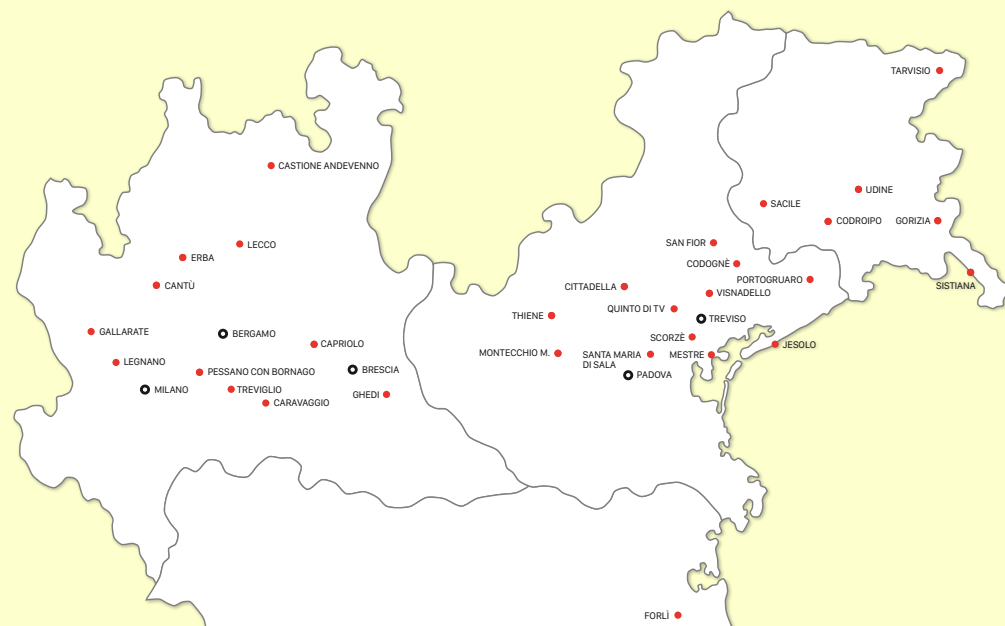 TARVISIO
CASTIONE ANDEVENNO
UDINE
SACILE
CODROIPO
GORIZIA
LECCO
SAN FIOR
ERBA
CODOGNÈ
PORTOGRUARO
SISTIANA
CANTÙ
CITTADELLA
VISNADELLO
QUINTO DI TV
THIENE
TREVISO
GALLARATE
BERGAMO
SCORZÈ
CAPRIOLO
JESOLO
MONTECCHIO M.
SANTA MARIA
DI SALA
MESTRE
LEGNANO
PESSANO CON BORNAGO
BRESCIA
PADOVA
MILANO
TREVIGLIO
GHEDI
CARAVAGGIO
FORLÌ